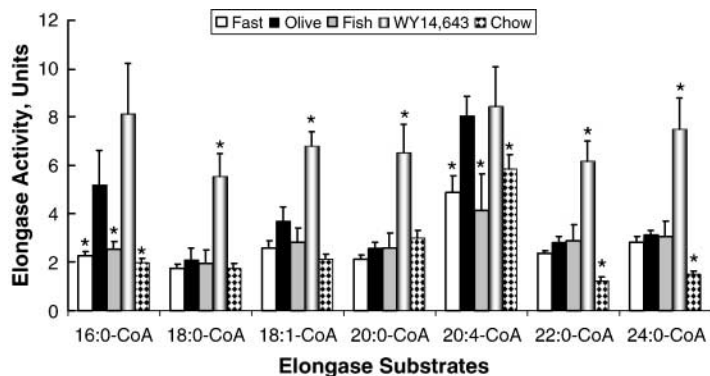 Fast Olive Fish WY14,643 Chow
12
10
8
6
4
2
0
Elongase Activity, Units
* * * * * * * * * * * * *
16:0-CoA 18:0-CoA 18:1-CoA 20:0-CoA 20:4-CoA 22:0-CoA 24:0-CoA
Elongase Substrates